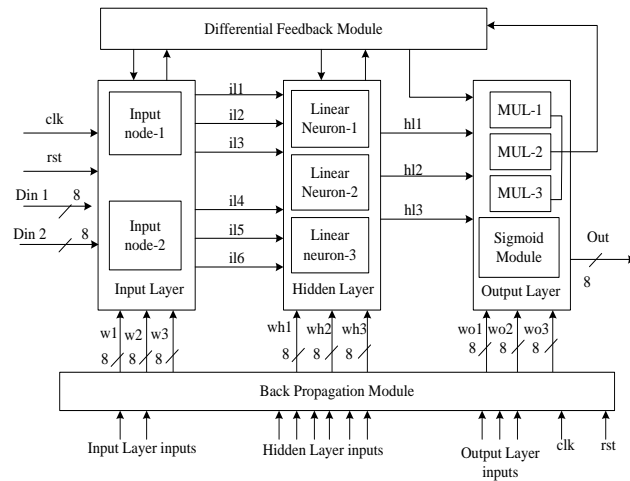 Differential Feedback Module
clk
rst
Din 1
8
Din 2
8
Input
node-1
Input
node-2
Input Layer
il1
il2
il3
il4
il5
il6
Linear
Neuron-1
Linear
Neuron-2
Linear
neuron-3
Hidden Layer
hl1
hl2
hl3
MUL-1
MUL-2
MUL-3
Sigmoid
Module
Output Layer
Out
8
w1
w2
w3
8
8
8
wh1
wh2
wh3
8
8
8
wo1
wo2
wo3
8
8
8
Back Propagation Module
Input Layer inputs
Hidden Layer inputs
Output Layer
inputs
clk
rst